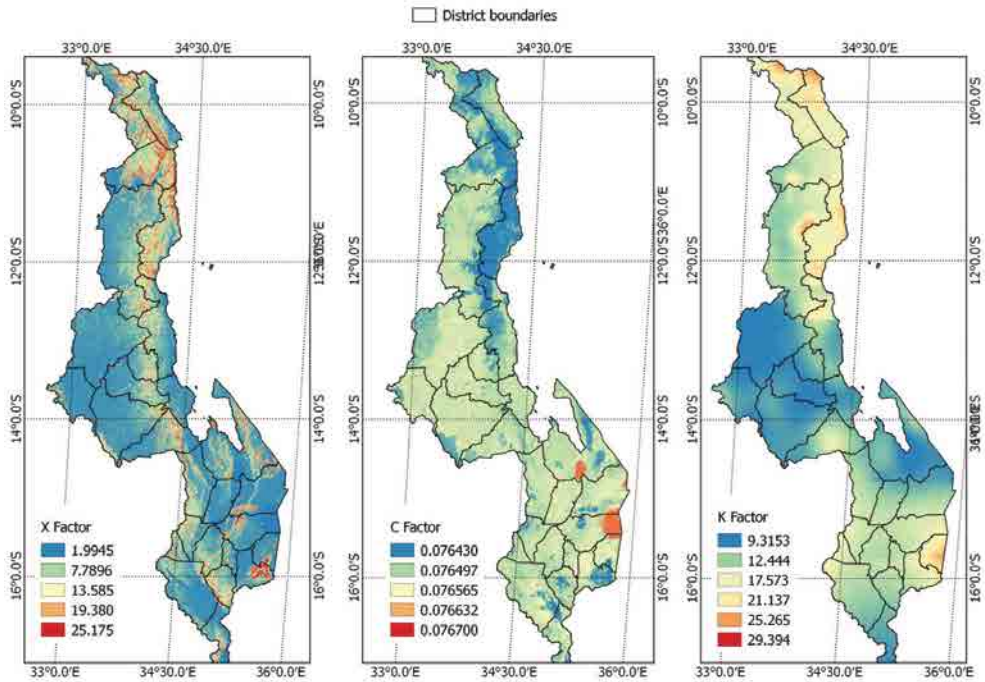 District boundaries
33°0.0'E 34°30.0'E
33°0.0'E 34°30.0'E
33°0.0'E 34°30.0'E
10°0.0'S 10°0.0'S
10°0.0'S 10°0.0'S
10°0.0'S 10°0.0'S
12°0.0'S
12°0.0'S 12°0.0'S 36°0.0'E
12°0.0'S 12°0.0'S
14°0.0'S 14°0.0'S
14°0.0'S 14°0.0'S
14°0.0'S
16°0.0'S 16°0.0'S
16°0.0'S 16°0.0'S
16°0.0'S 16°0.0'S
X Factor
1.9945
7.7896
13.585
19.380
25.175
C Factor
0.076430
0.076497
0.076565
0.076632
0.076700
K Factor
9.3153
12.444
17.573
21.137
25.265
29.394
33°0.0'E 34°30.0'E 36°0.0'E
33°0.0'E 34°30.0'E 36°0.0'E
33°0.0'E 34°30.0'E 36°0.0'E